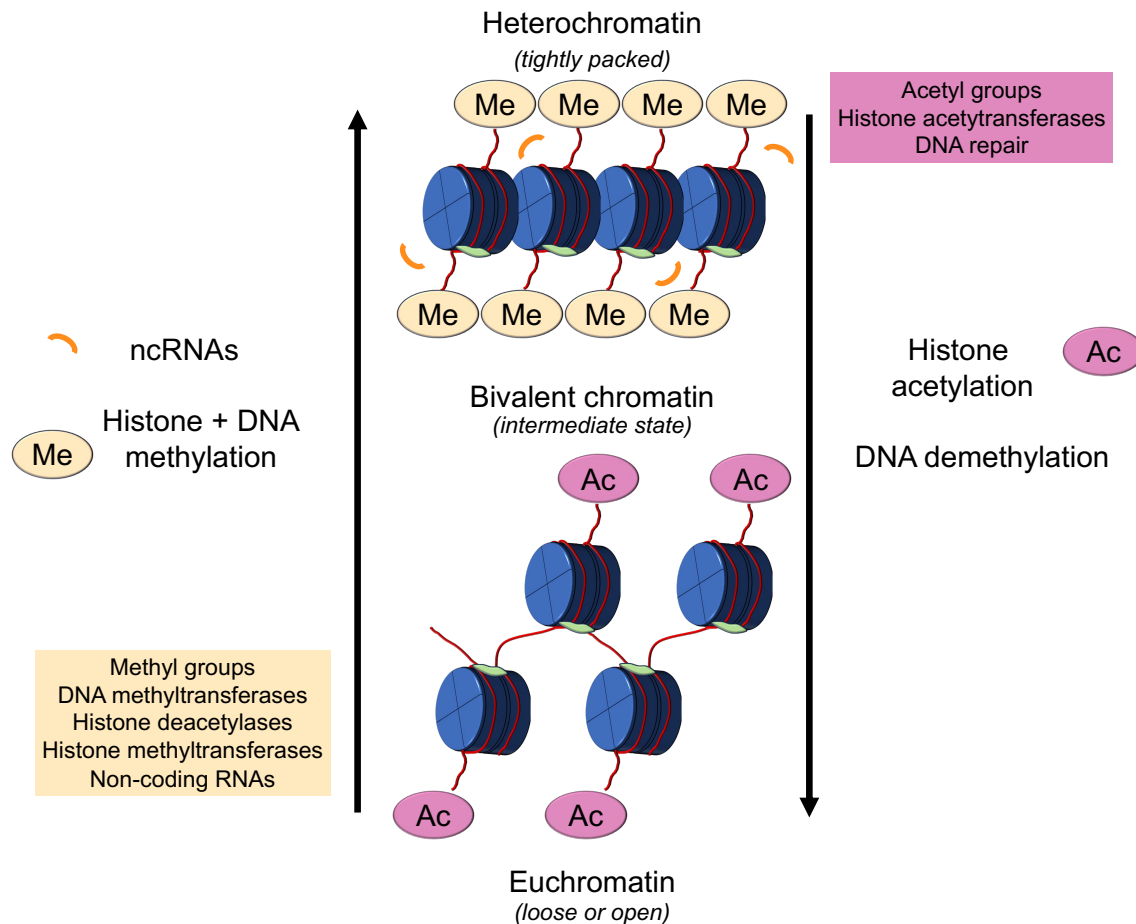 Heterochromatin
(tightly packed)
Me Me Me Me
Acetyl groups
Histone acetytransferases
DNA repair
Me Me Me Me
ncRNAs
Me
Histone + DNA
methylation
Histone
acetylation
Ac
DNA demethylation
Bivalent chromatin
(intermediate state)
Ac Ac
Methyl groups
DNA methyltransferases
Histone deacetylases
Histone methyltransferases
Non-coding RNAs
Ac Ac
Euchromatin
(loose or open)